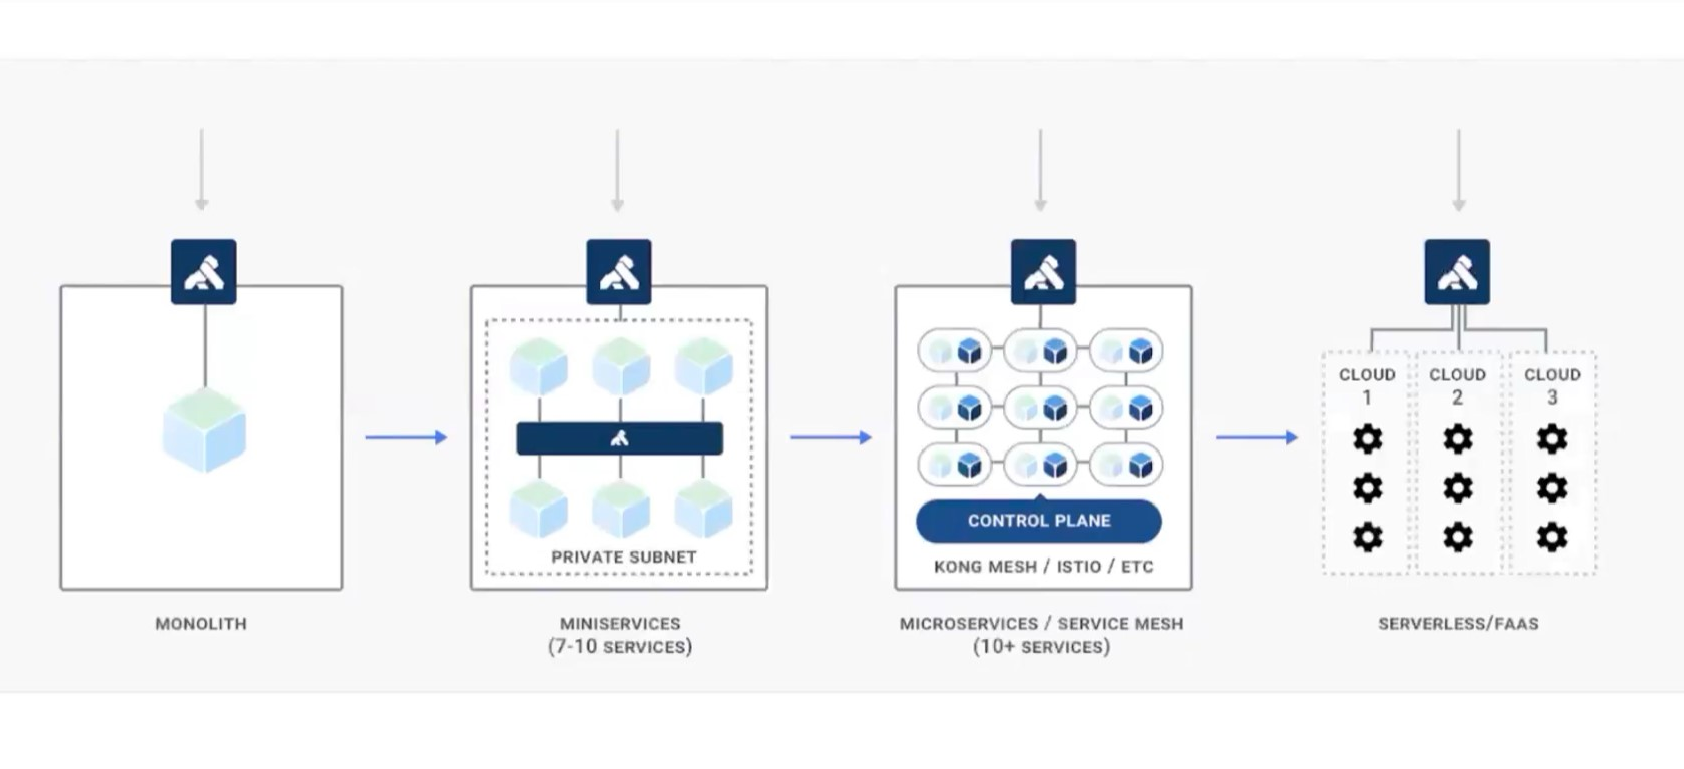 CLOUD
1
CLOUD
2
CLOUD
3
CONTROL PLANE
PRIVATE SUBNET
KONG MESH / ISTIO / ETC
MONOLITH
MINISERVICES
(7-10 SERVICES)
MICROSERVICES / SERVICE MESH
(10+ SERVICES)
SERVERLESS/FAAS